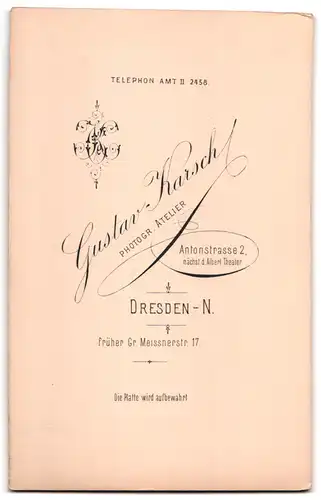 TELEPHON AMT II 2458.
Gustav Karsch
PHOTOGR. ATELIER
Antonstrasse 2,
nächst d. Albert Theater
DRESDEN-N.
früher Gr. Meissnerstr. 17.
Die Platte wird aufbewahrt